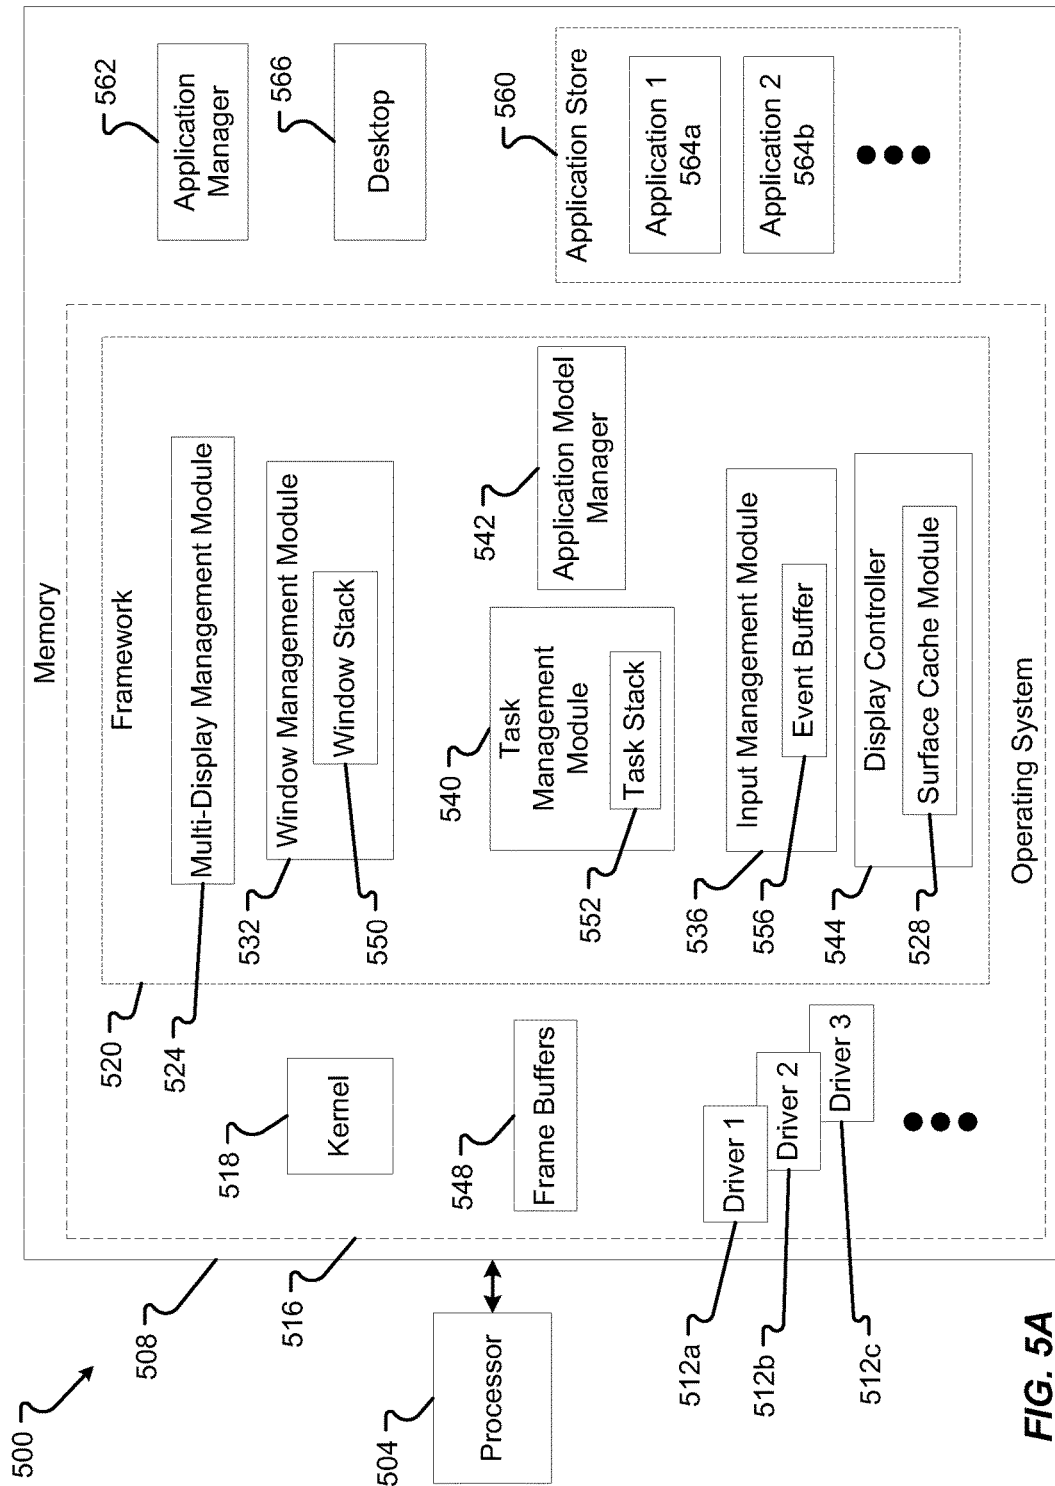 500
508
Memory
516
Operating System
504
Processor
518
Kernel
548
Frame Buffers
512a
Driver 1
512b
Driver 2
512c
Driver 3
520
Framework
524
Multi-Display Management Module
532
Window Management Module
550
Window Stack
540
Task
Management
Module
552
Task Stack
542
Application Model
Manager
536
Input Management Module
556
Event Buffer
544
Display Controller
528
Surface Cache Module
562
Application
Manager
566
Desktop
560
Application Store
Application 1
564a
Application 2
564b
FIG. 5A